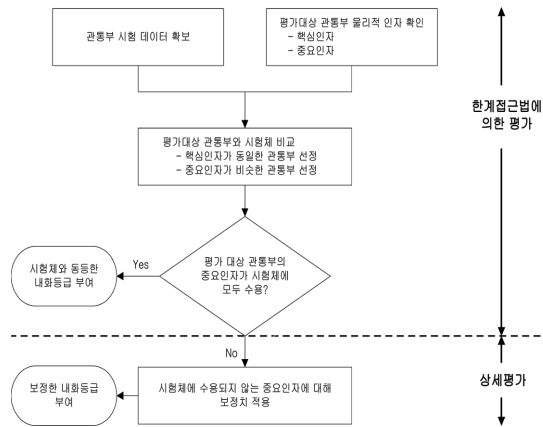 관통부 시험 데이터 확보
평가대상 관통부 물리적 인자 확인
- 핵심인자
- 중요인자
한계접근법에
의한 평가
평가대상 관통부와 시험체 비교
- 핵심인자가 동일한 관통부 선정
- 중요인자가 비슷한 관통부 선정
평가 대상 관통부의
중요인자가 시험체에
모두 수용?
Yes
시험체와 동등한
내화등급 부여
No
상세평가
시험체에 수용되지 않는 중요인자에 대해
보정치 적용
보정한 내화등급
부여